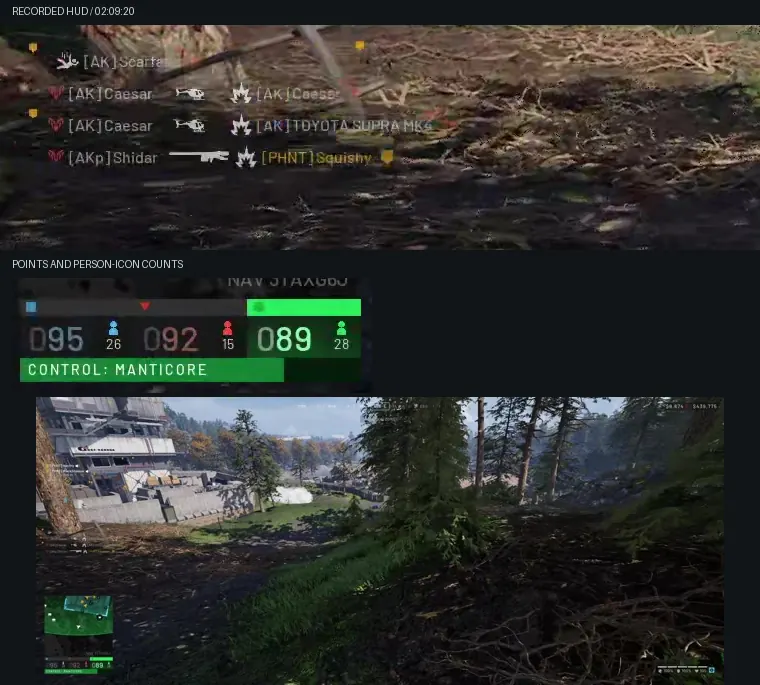 RECORDED HUD / 02:09:20
[AK]Scarfa
[AK]Caesar [AK]Caesar
[AK]Caesar [AK]TOYOTA SUPRA MK4
[AKp]Shidar [PHNT]Squishy
POINTS AND PERSON-ICON COUNTS
095 26 092 15 089 28
CONTROL: MANTICORE